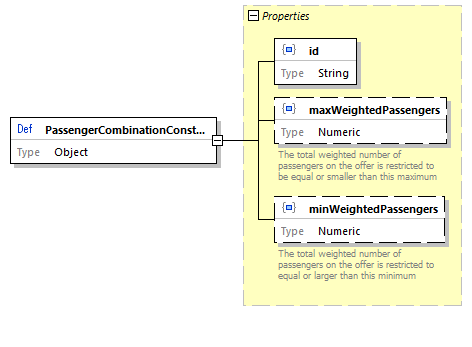 Properties
id
Type String
Def PassengerCombinationConst...
Type Object
maxWeightedPassengers
Type Numeric
The total weighted number of
passengers on the offer is restricted to
be equal or smaller than this maximum
minWeightedPassengers
Type Numeric
The total weighted number of
passengers on the offer is restricted to
equal or larger than this minimum